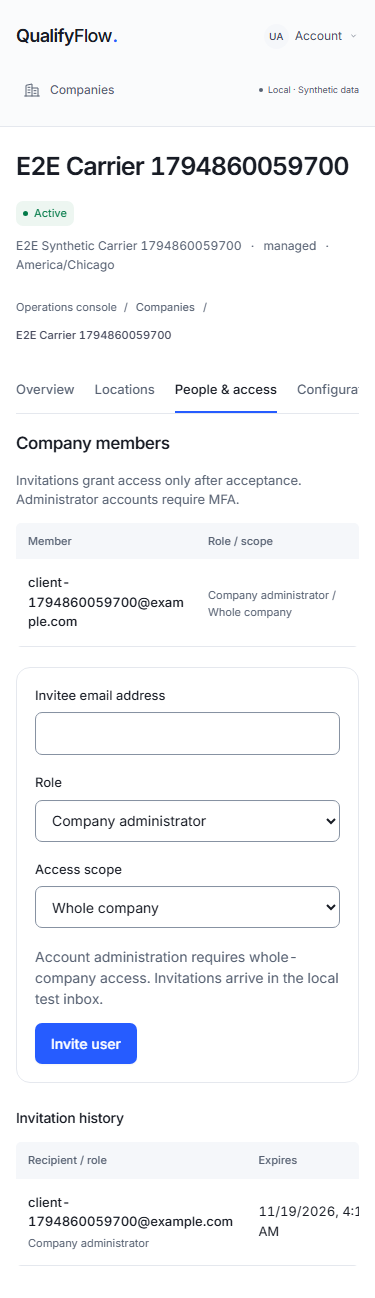 QualifyFlow.
UA Account
Companies
Local · Synthetic data
E2E Carrier 1794860059700
Active
E2E Synthetic Carrier 1794860059700 · managed ·
America/Chicago
Operations console / Companies /
E2E Carrier 1794860059700
Overview Locations People & access Configurat
Company members
Invitations grant access only after acceptance.
Administrator accounts require MFA.
Member Role / scope
client-
1794860059700@exam
ple.com
Company administrator /
Whole company
Invitee email address
Role
Company administrator
Access scope
Whole company
Account administration requires whole-
company access. Invitations arrive in the local
test inbox.
Invite user
Invitation history
Recipient / role Expires
client-
1794860059700@example.com
Company administrator
11/19/2026, 4:1
AM